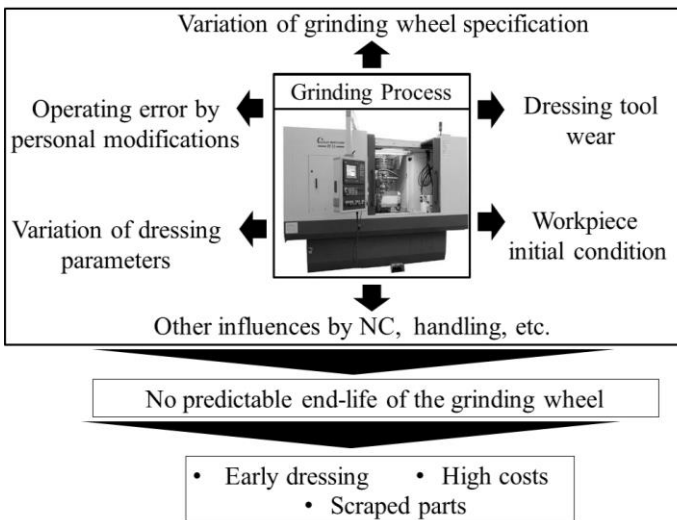 Variation of grinding wheel specification
Grinding Process
Operating error by
personal modifications
Dressing tool
wear
Variation of dressing
parameters
Workpiece
initial condition
Other influences by NC, handling, etc.
No predictable end-life of the grinding wheel
• Early dressing • High costs
• Scraped parts